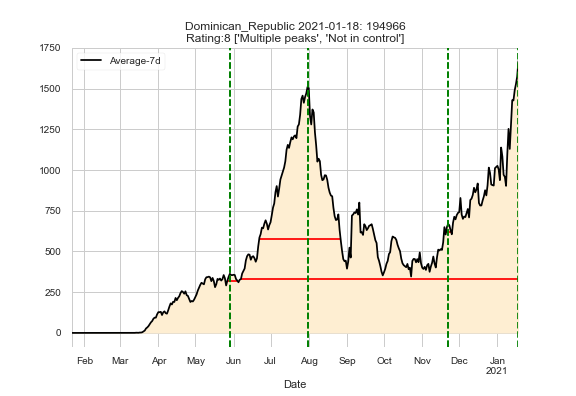 Dominican_Republic 2021-01-18: 194966
Rating:8 ['Multiple peaks', 'Not in control']
Average-7d
1750
1500
1250
1000
750
500
250
0
Feb Mar Apr May Jun Jul Aug Sep Oct Nov Dec Jan
2021
Date